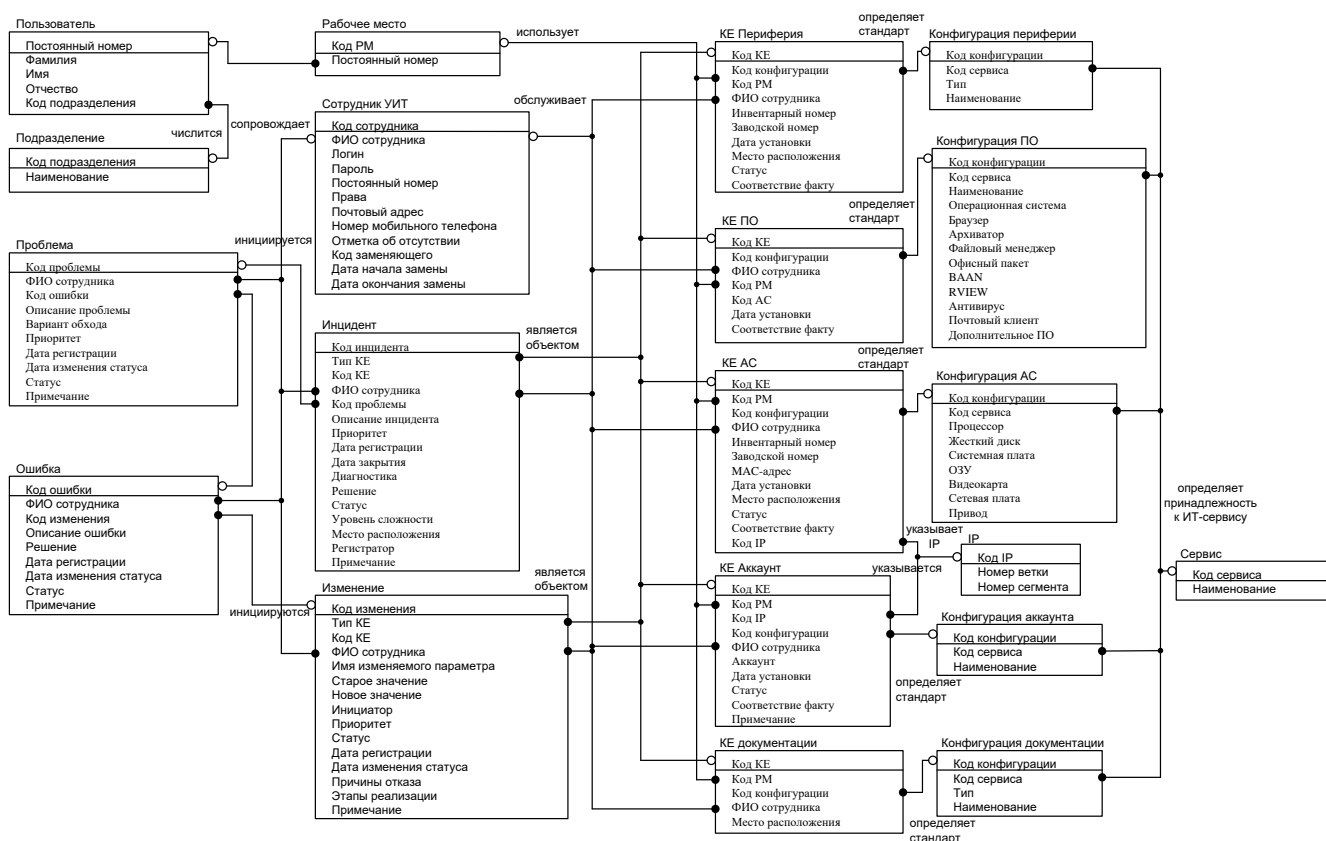 Пользователь
Постоянный номер
Фамилия
Имя
Отчество
Код подразделения
числится
Подразделение
Код подразделения
Наименование
Проблема
Код проблемы
ФИО сотрудника
Код ошибки
Описание проблемы
Вариант обхода
Приоритет
Дата регистрации
Дата изменения статуса
Статус
Примечание
Ошибка
Код ошибки
ФИО сотрудника
Код изменения
Описание ошибки
Решение
Дата регистрации
Дата изменения статуса
Статус
Примечание
сопровождает
инициируется
инициируются
Рабочее место
Код РМ
Постоянный номер
использует
Сотрудник УИТ
Код сотрудника
ФИО сотрудника
Логин
Пароль
Постоянный номер
Права
Почтовый адрес
Номер мобильного телефона
Отметка об отсутствии
Код заменяющего
Дата начала замены
Дата окончания замены
обслуживает
Инцидент
Код инцидента
Тип КЕ
Код КЕ
ФИО сотрудника
Код проблемы
Описание инцидента
Приоритет
Дата регистрации
Дата закрытия
Диагностика
Решение
Статус
Уровень сложности
Место расположения
Регистратор
Примечание
является
объектом
Изменение
Код изменения
Тип КЕ
Код КЕ
ФИО сотрудника
Имя изменяемого параметра
Старое значение
Новое значение
Инициатор
Приоритет
Статус
Дата регистрации
Дата изменения статуса
Причины отказа
Этапы реализации
Примечание
является
объектом
КЕ Периферия
Код КЕ
Код конфигурации
Код РМ
ФИО сотрудника
Инвентарный номер
Заводской номер
Дата установки
Место расположения
Статус
Соответствие факту
определяет
стандарт
КЕ ПО
Код КЕ
Код конфигурации
ФИО сотрудника
Код РМ
Код АС
Дата установки
Соответствие факту
определяет
стандарт
КЕ АС
Код КЕ
Код РМ
Код конфигурации
ФИО сотрудника
Инвентарный номер
Заводской номер
MAC-адрес
Дата установки
Место расположения
Статус
Соответствие факту
Код IP
определяет
стандарт
указывает
IP
указывается
КЕ Аккаунт
Код КЕ
Код РМ
Код IP
Код конфигурации
ФИО сотрудника
Аккаунт
Дата установки
Статус
Соответствие факту
Примечание
определяет
стандарт
КЕ документации
Код КЕ
Код РМ
Код конфигурации
ФИО сотрудника
Место расположения
определяет
стандарт
Конфигурация периферии
Код конфигурации
Код сервиса
Тип
Наименование
Конфигурация ПО
Код конфигурации
Код сервиса
Наименование
Операционная система
Браузер
Архиватор
Файловый менеджер
Офисный пакет
BAAN
RVIEW
Антивирус
Почтовый клиент
Дополнительное ПО
Конфигурация АС
Код конфигурации
Код сервиса
Процессор
Жесткий диск
Системная плата
ОЗУ
Видеокарта
Сетевая плата
Привод
IP
Код IP
Номер ветки
Номер сегмента
Конфигурация аккаунта
Код конфигурации
Код сервиса
Наименование
Конфигурация документации
Код конфигурации
Код сервиса
Тип
Наименование
определяет
принадлежность
к ИТ-сервису
Сервис
Код сервиса
Наименование